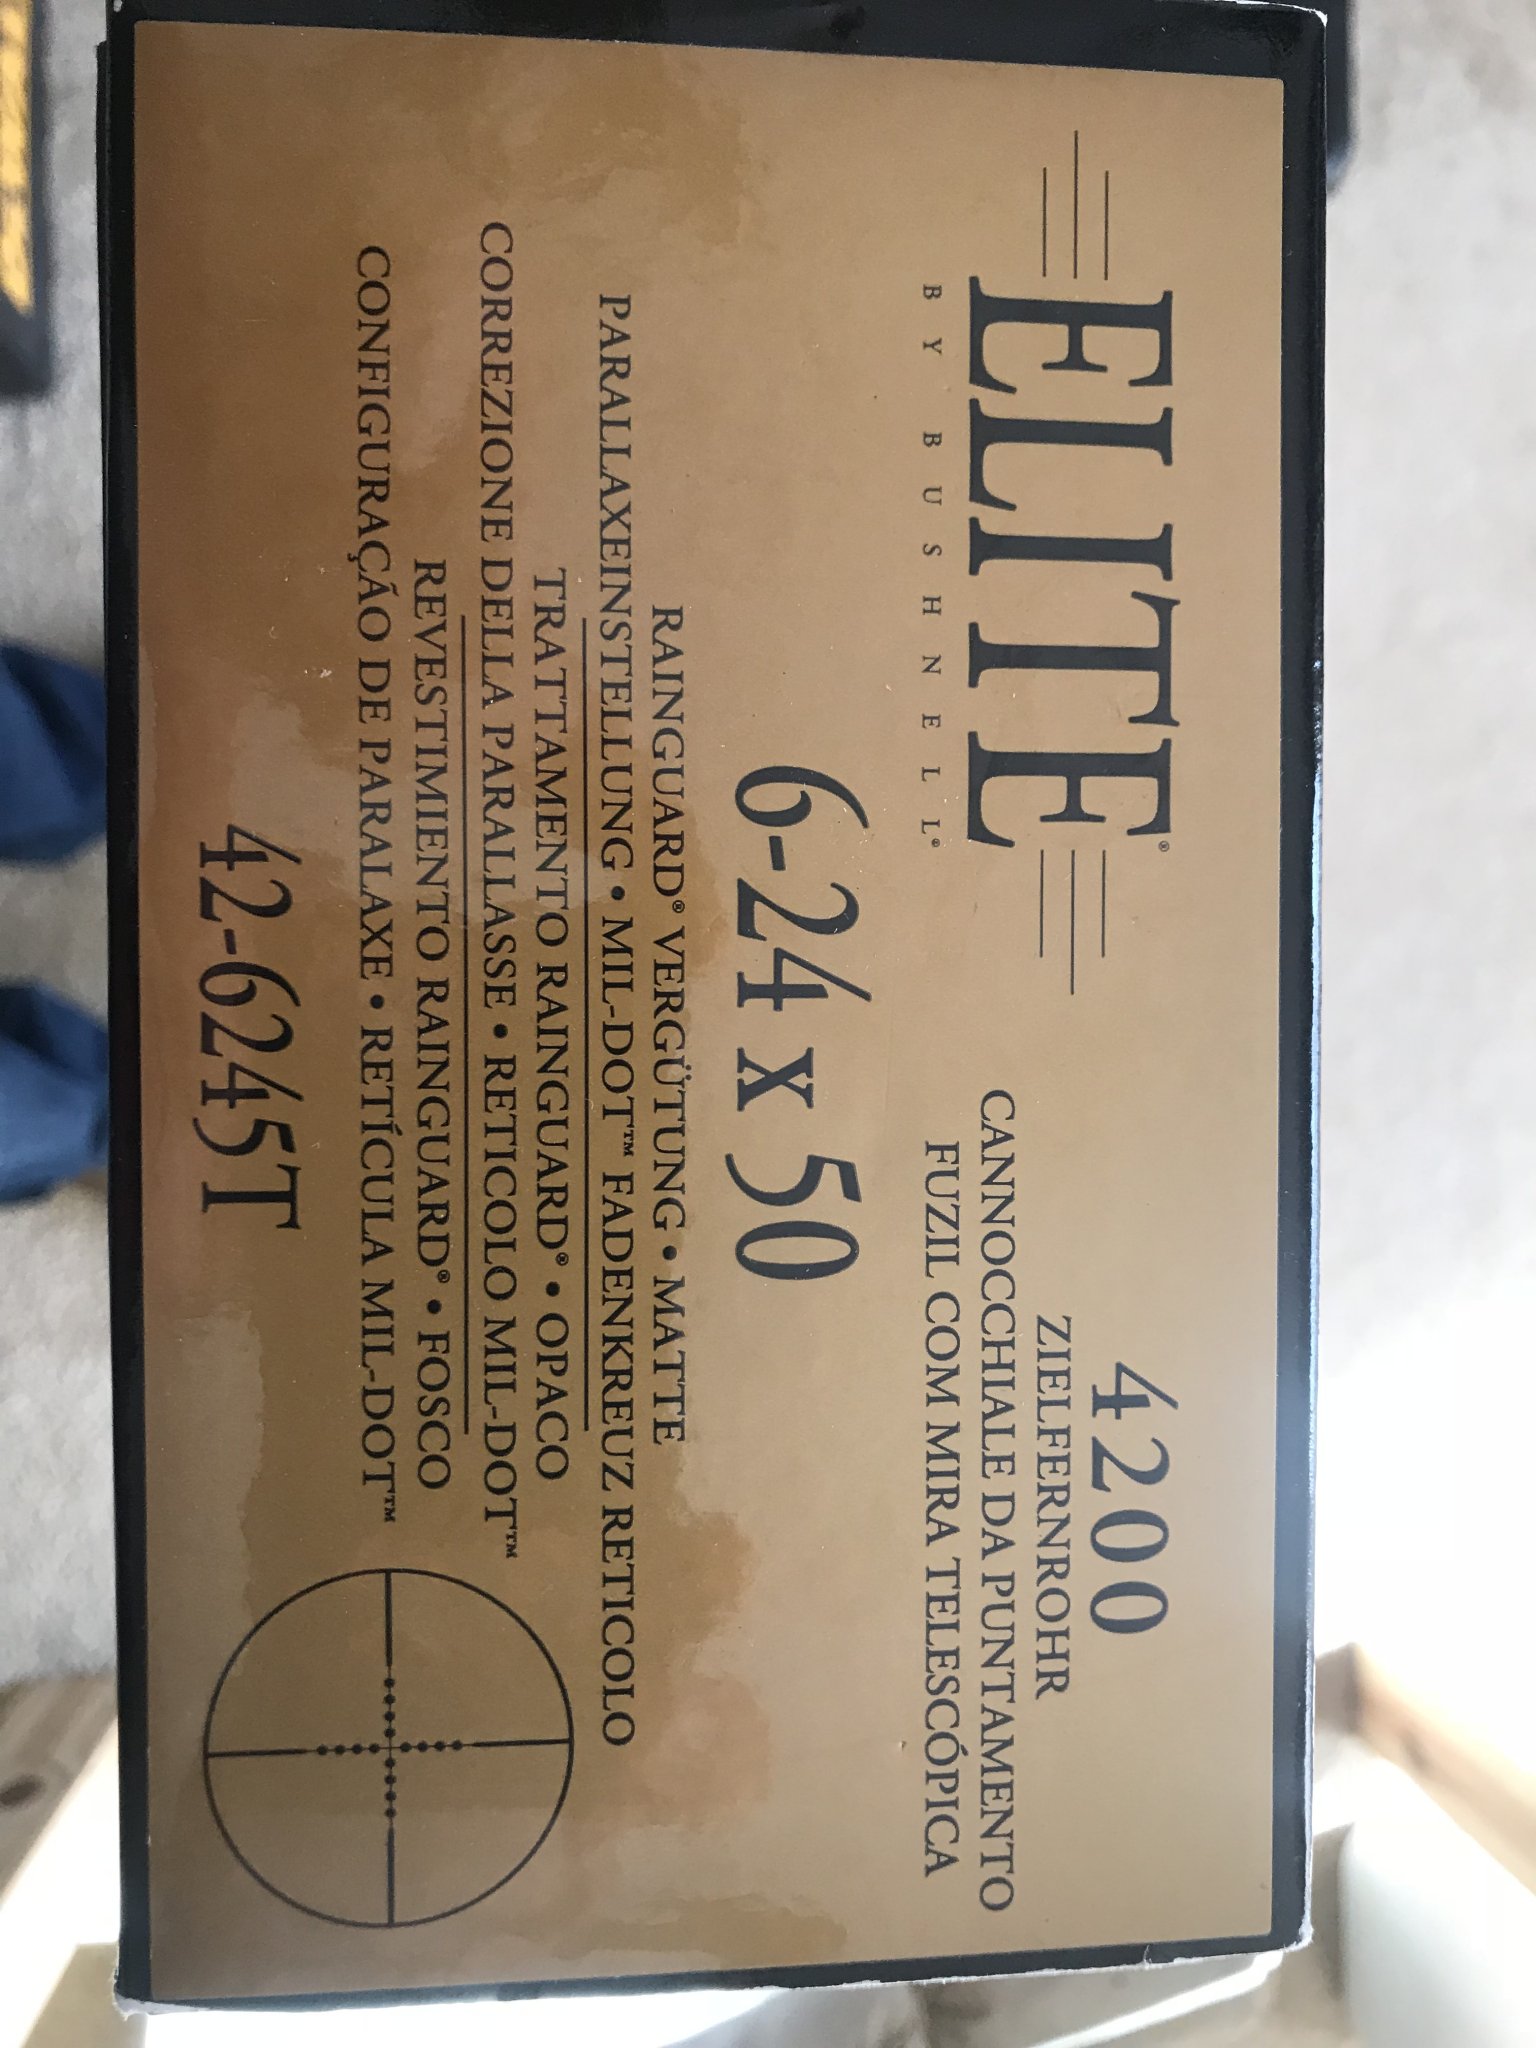 ELITE®
BY BUSHNELL®
4200
ZIELFERNROHR
CANNOCCHIALE DA PUNTAMENTO
FUZIL COM MIRA TELESCÓPICA
6-24 x 50
RAINGUARD® VERGÜTUNG • MATTE
PARALLAXEINSTELLUNG • MIL-DOT™ FADENKREUZ RETICOLO
TRATTAMENTO RAINGUARD® • OPACO
CORREZIONE DELLA PARALLASSE • RETICOLO MIL-DOT™
REVESTIMIENTO RAINGUARD® • FOSCO
CONFIGURAÇÁO DE PARALAXE • RETÍCULA MIL-DOT™
42-6245T